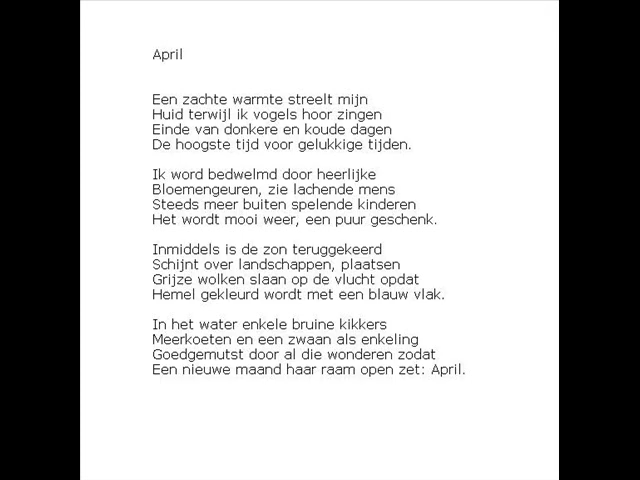 April
Een zachte warmte streelt mijn
Huid terwijl ik vogels hoor zingen
Einde van donkere en koude dagen
De hoogste tijd voor gelukkige tijden.
Ik word bedwelmd door heerlijke
Bloemengeuren, zie lachende mens
Steeds meer buiten spelende kinderen
Het wordt mooi weer, een puur geschenk.
Inmiddels is de zon teruggekeerd
Schijnt over landschappen, plaatsen
Grijze wolken slaan op de vlucht opdat
Hemel gekleurd wordt met een blauw vlak.
In het water enkele bruine kikkers
Meerkoeten en een zwaan als enkeling
Goedgemutst door al die wonderen zodat
Een nieuwe maand haar raam open zet: April.